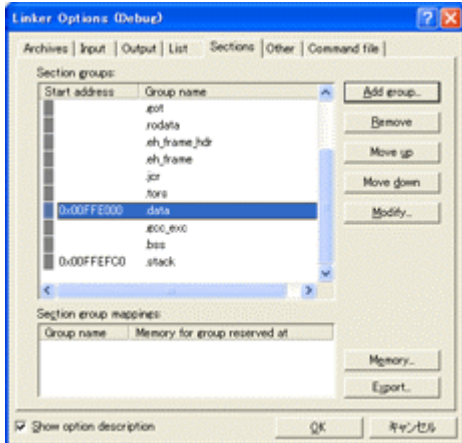 Linker Options (Debug)
Archives Input Output List Sections Other Command file
Section groups:
Start address Group name
.got
.rodata
.eh_frame_hdr
.eh_frame
.jcr
.tors
0x00FFE000 .data
.gcc_exc
.bss
0x00FFEFC0 .stack
Add group...
Remove
Move up
Move down
Modify...
Section group mappings:
Group name Memory for group reserved at
Memory...
Export...
Show option description
OK
キャンセル